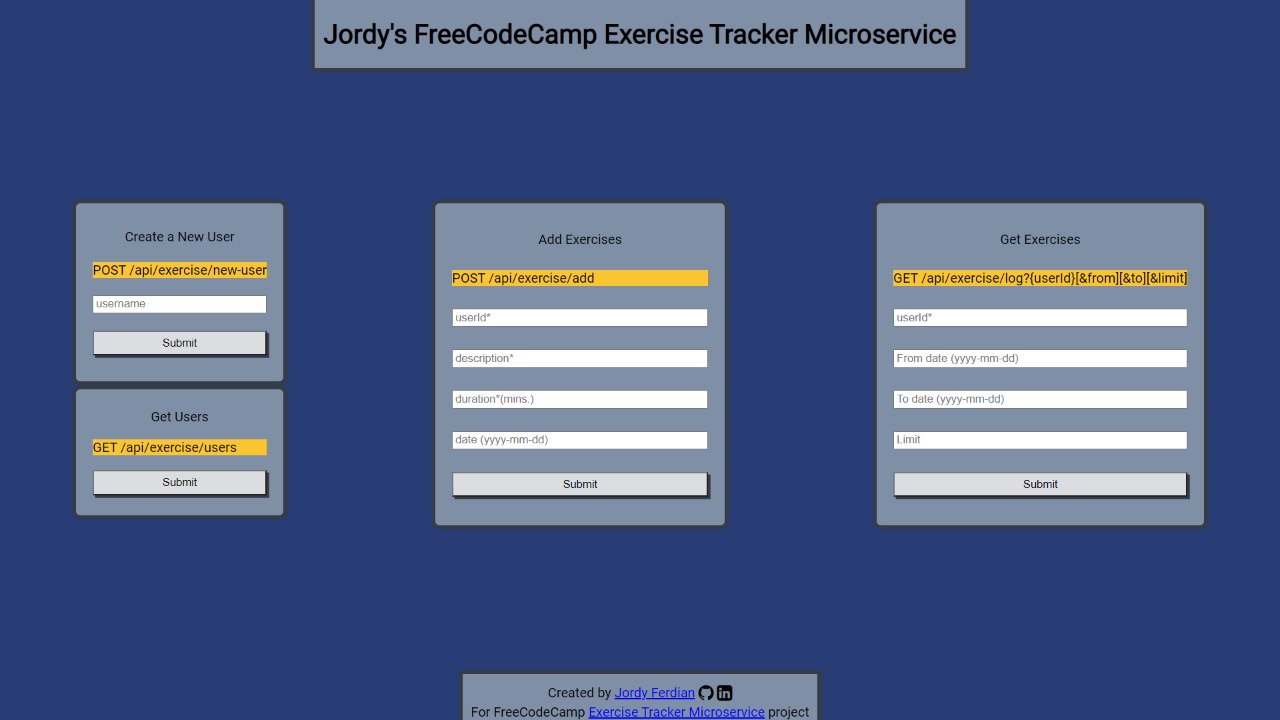 Jordy's FreeCodeCamp Exercise Tracker Microservice
Create a New User
POST /api/exercise/new-user
username
Submit
Get Users
GET /api/exercise/users
Submit
Add Exercises
POST /api/exercise/add
userId*
description*
duration*(mins.)
date (yyyy-mm-dd)
Submit
Get Exercises
GET /api/exercise/log?{userId}[&from][&to][&limit]
userId*
From date (yyyy-mm-dd)
To date (yyyy-mm-dd)
Limit
Submit
Created by Jordy Ferdian
For FreeCodeCamp Exercise Tracker Microservice project